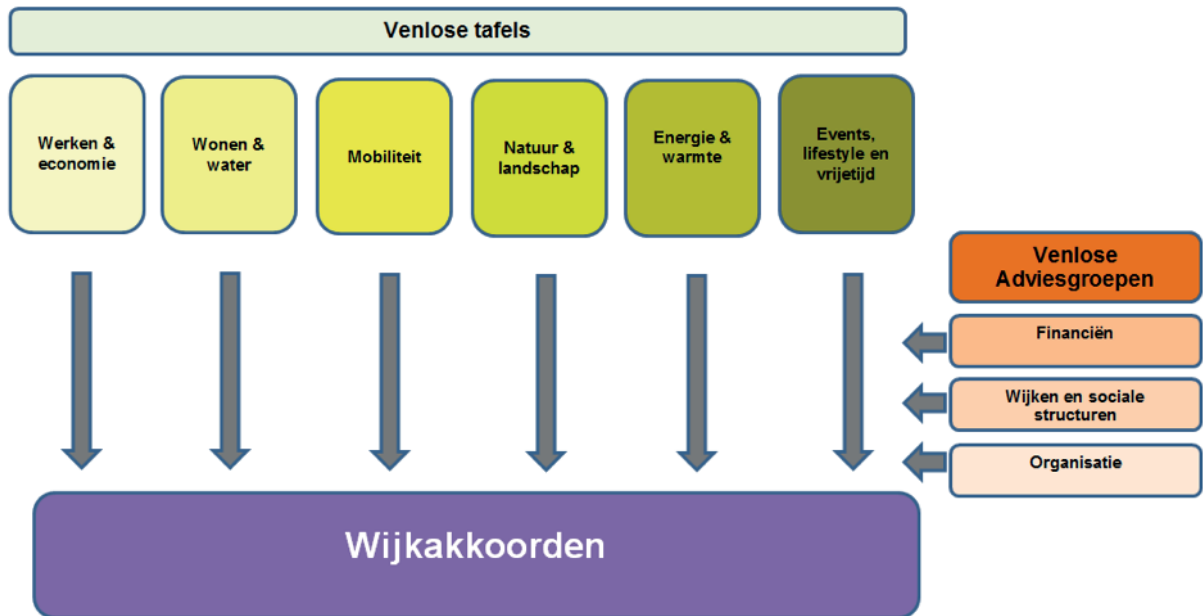 Venlose tafels
Werken &
economie
Wonen &
water
Mobiliteit
Natuur &
landschap
Energie &
warmte
Events,
lifestyle en
vrijetijd
Venlose
Adviesgroepen
Financiën
Wijken en sociale
structuren
Organisatie
Wijkakkoorden